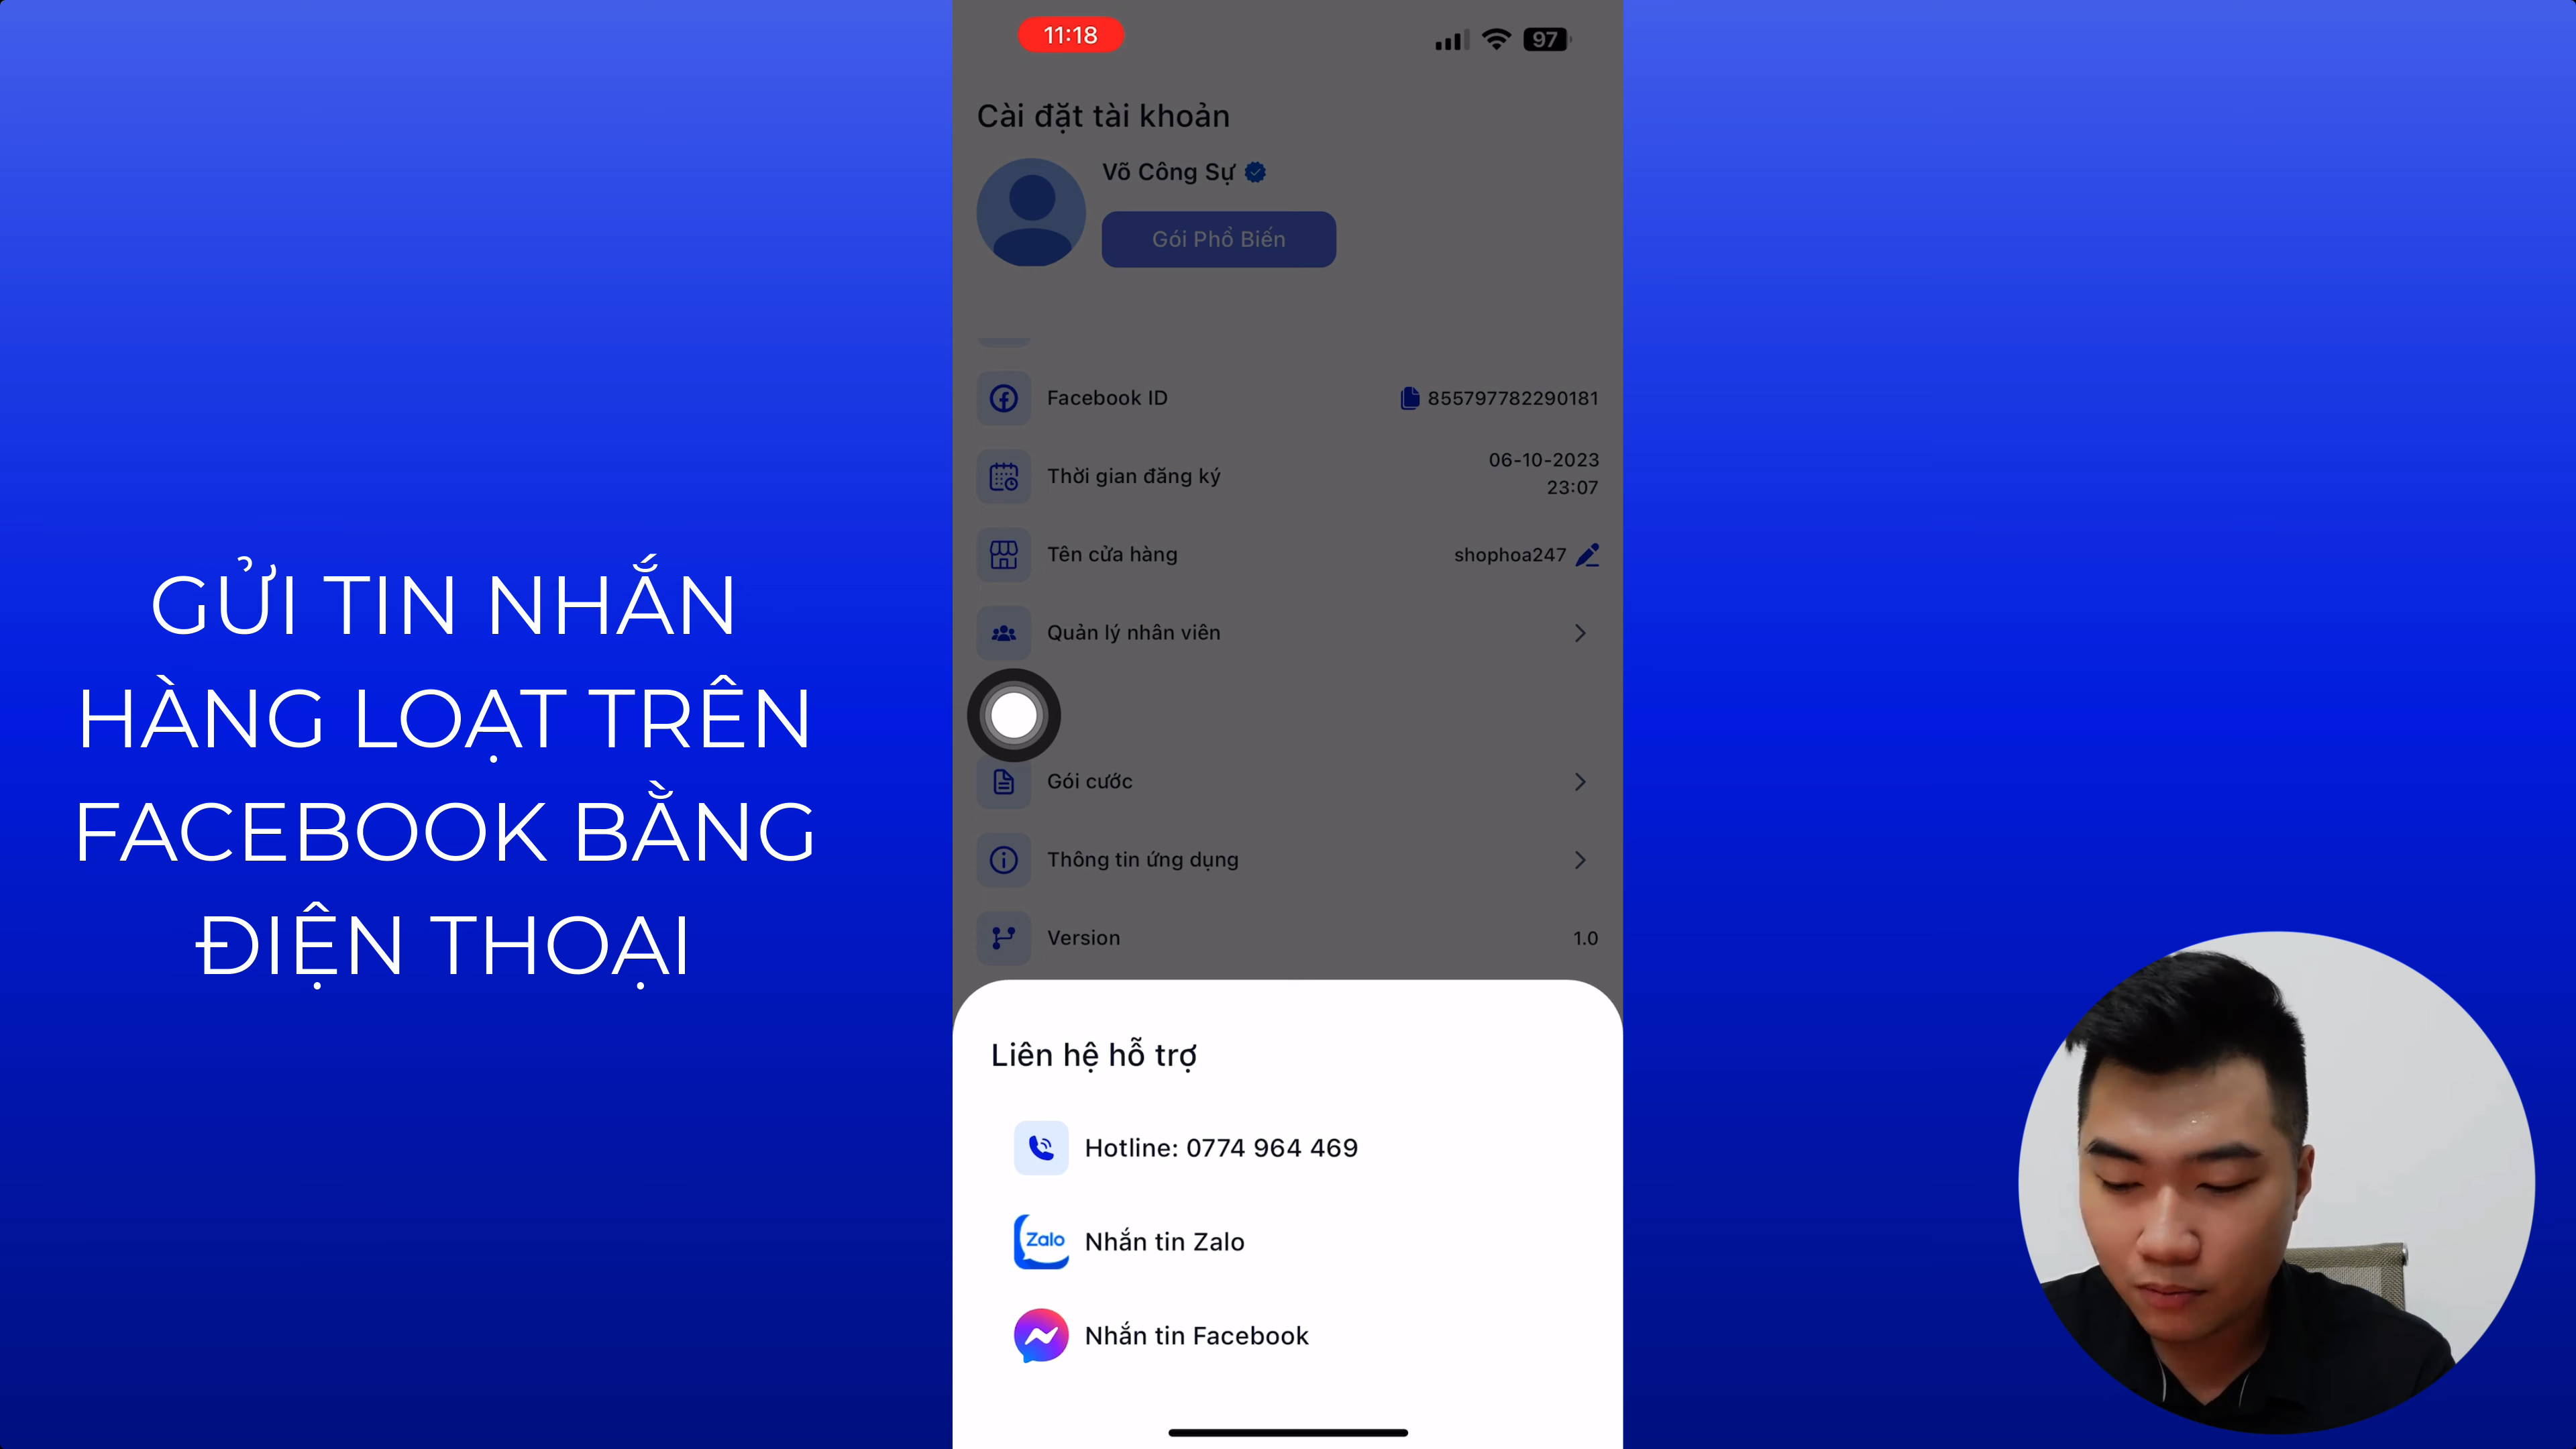 GỬI TIN NHẮN
HÀNG LOẠT TRÊN
FACEBOOK BẰNG
ĐIỆN THOẠI
11:18
97
Cài đặt tài khoản
Võ Công Sự
Gói Phổ Biến
Facebook ID
855797782290181
Thời gian đăng ký
06-10-2023
23:07
Tên cửa hàng
shophoa247
Quản lý nhân viên
Gói cước
Thông tin ứng dụng
Version
1.0
Liên hệ hỗ trợ
Hotline: 0774 964 469
Zalo
Nhắn tin Zalo
Nhắn tin Facebook